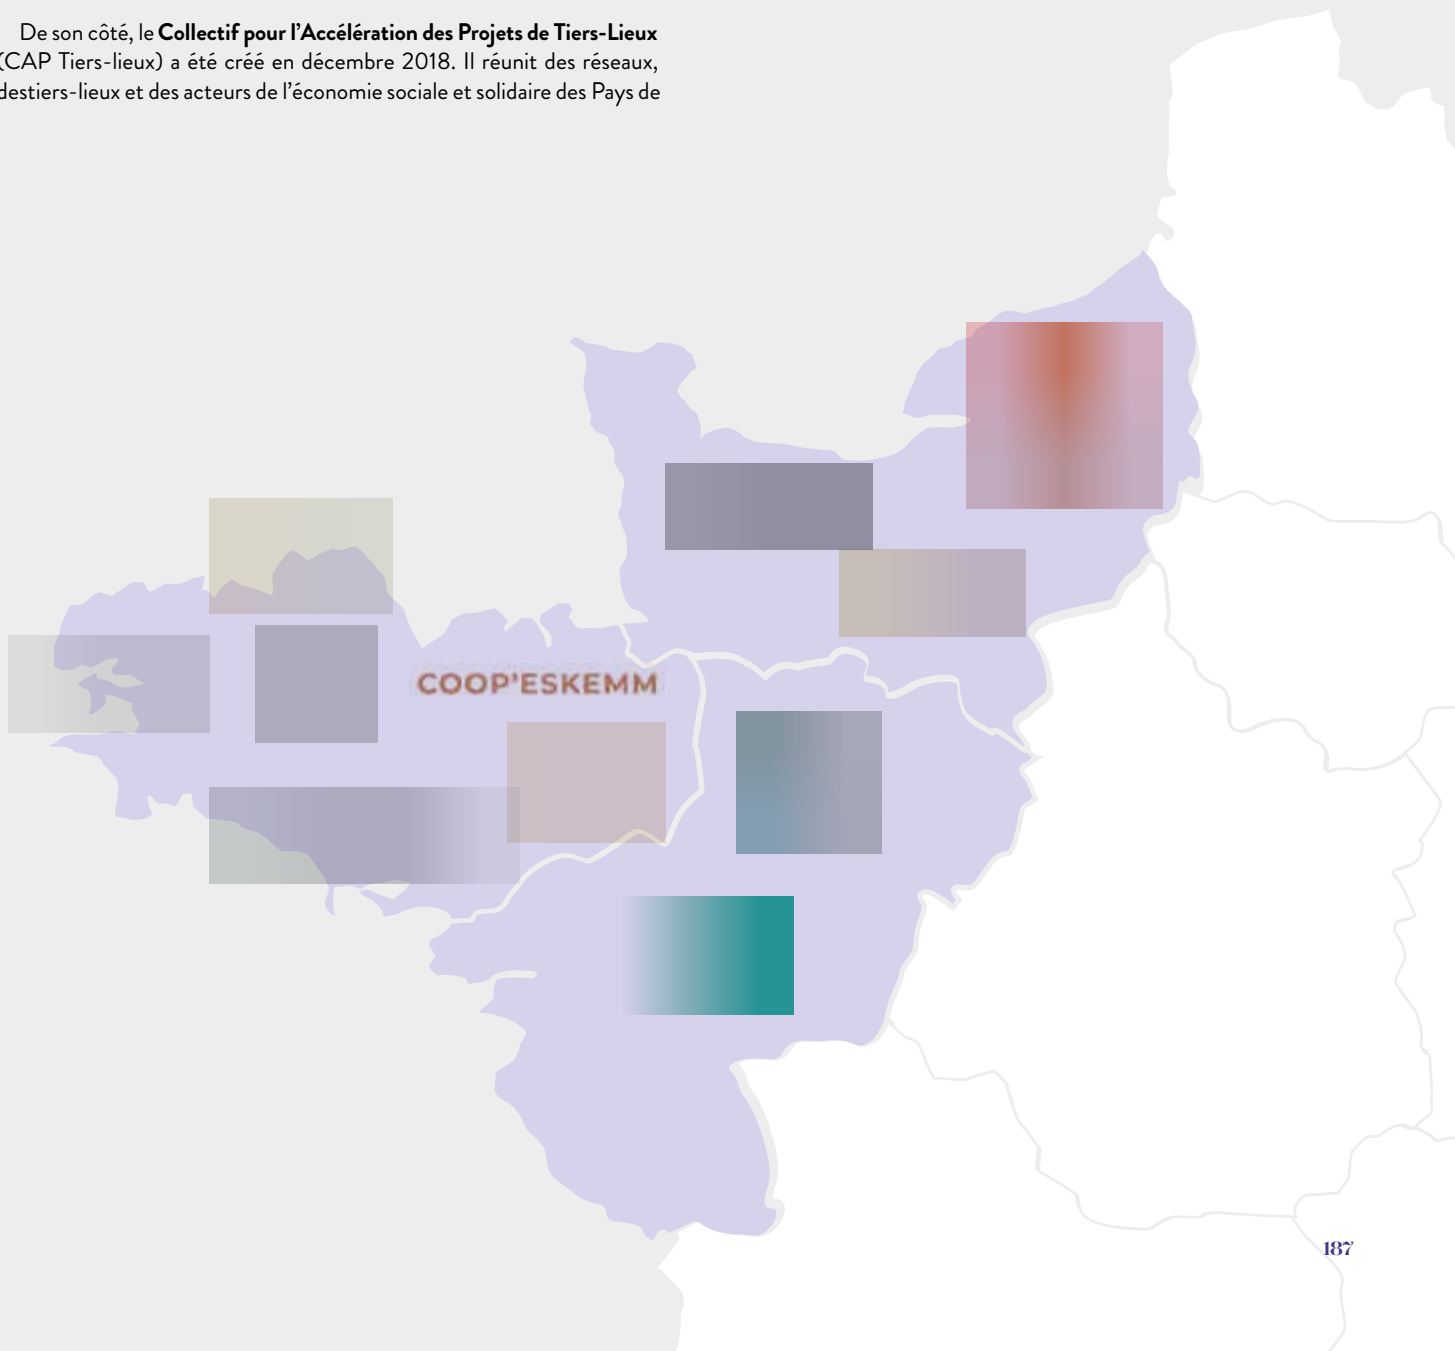 De son côté, le Collectif pour l'Accélération des Projets de Tiers-Lieux
(CAP Tiers-lieux) a été créé en décembre 2018. Il réunit des réseaux,
destiers-lieux et des acteurs de l'économie sociale et solidaire des Pays de
COOP'ESKEMM
187